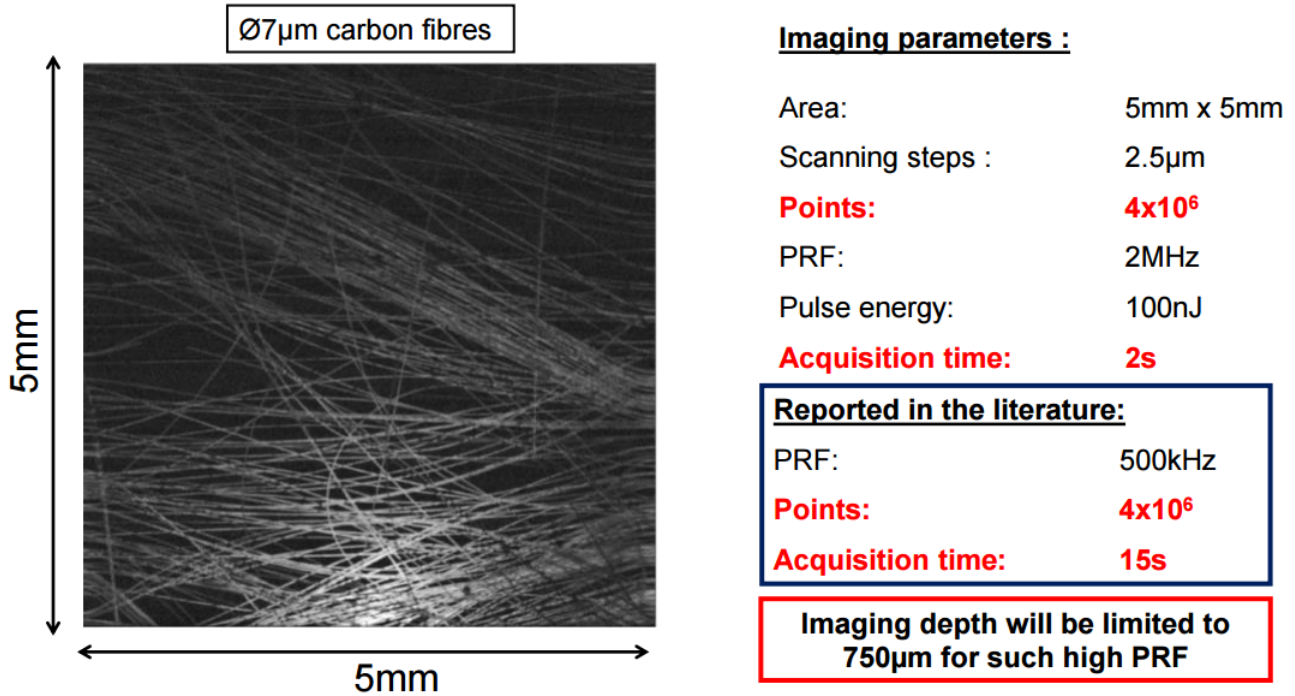 Ø7µm carbon fibres
5mm
5mm
Imaging parameters :
Area: 5mm x 5mm
Scanning steps : 2.5µm
Points: 4x10⁶
PRF: 2MHz
Pulse energy: 100nJ
Acquisition time: 2s
Reported in the literature:
PRF: 500kHz
Points: 4x10⁶
Acquisition time: 15s
Imaging depth will be limited to
750µm for such high PRF